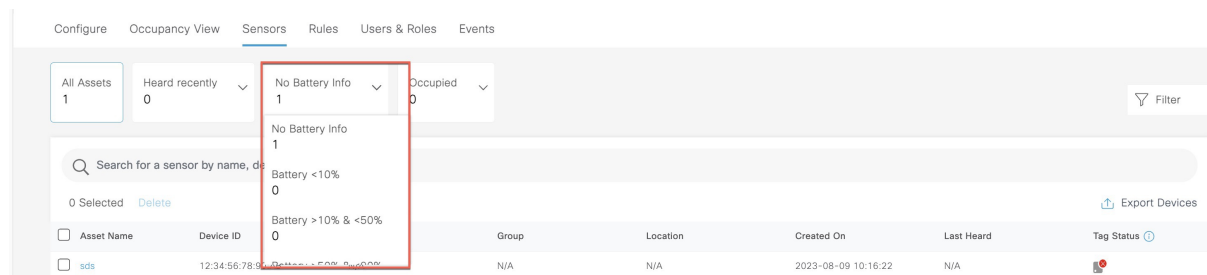 Configure Occupancy View Sensors Rules Users & Roles Events
All Assets Heard recently No Battery Info Occupied
1 0 1 0
Filter
No Battery Info
1
Search for a sensor by name, de
Battery <10%
0
0 Selected Delete Export Devices
Battery >10% & <50%
0
Asset Name Device ID Group Location Created On Last Heard Tag Status
sds 12:34:56:78:9 N/A N/A 2023-08-09 10:16:22 N/A